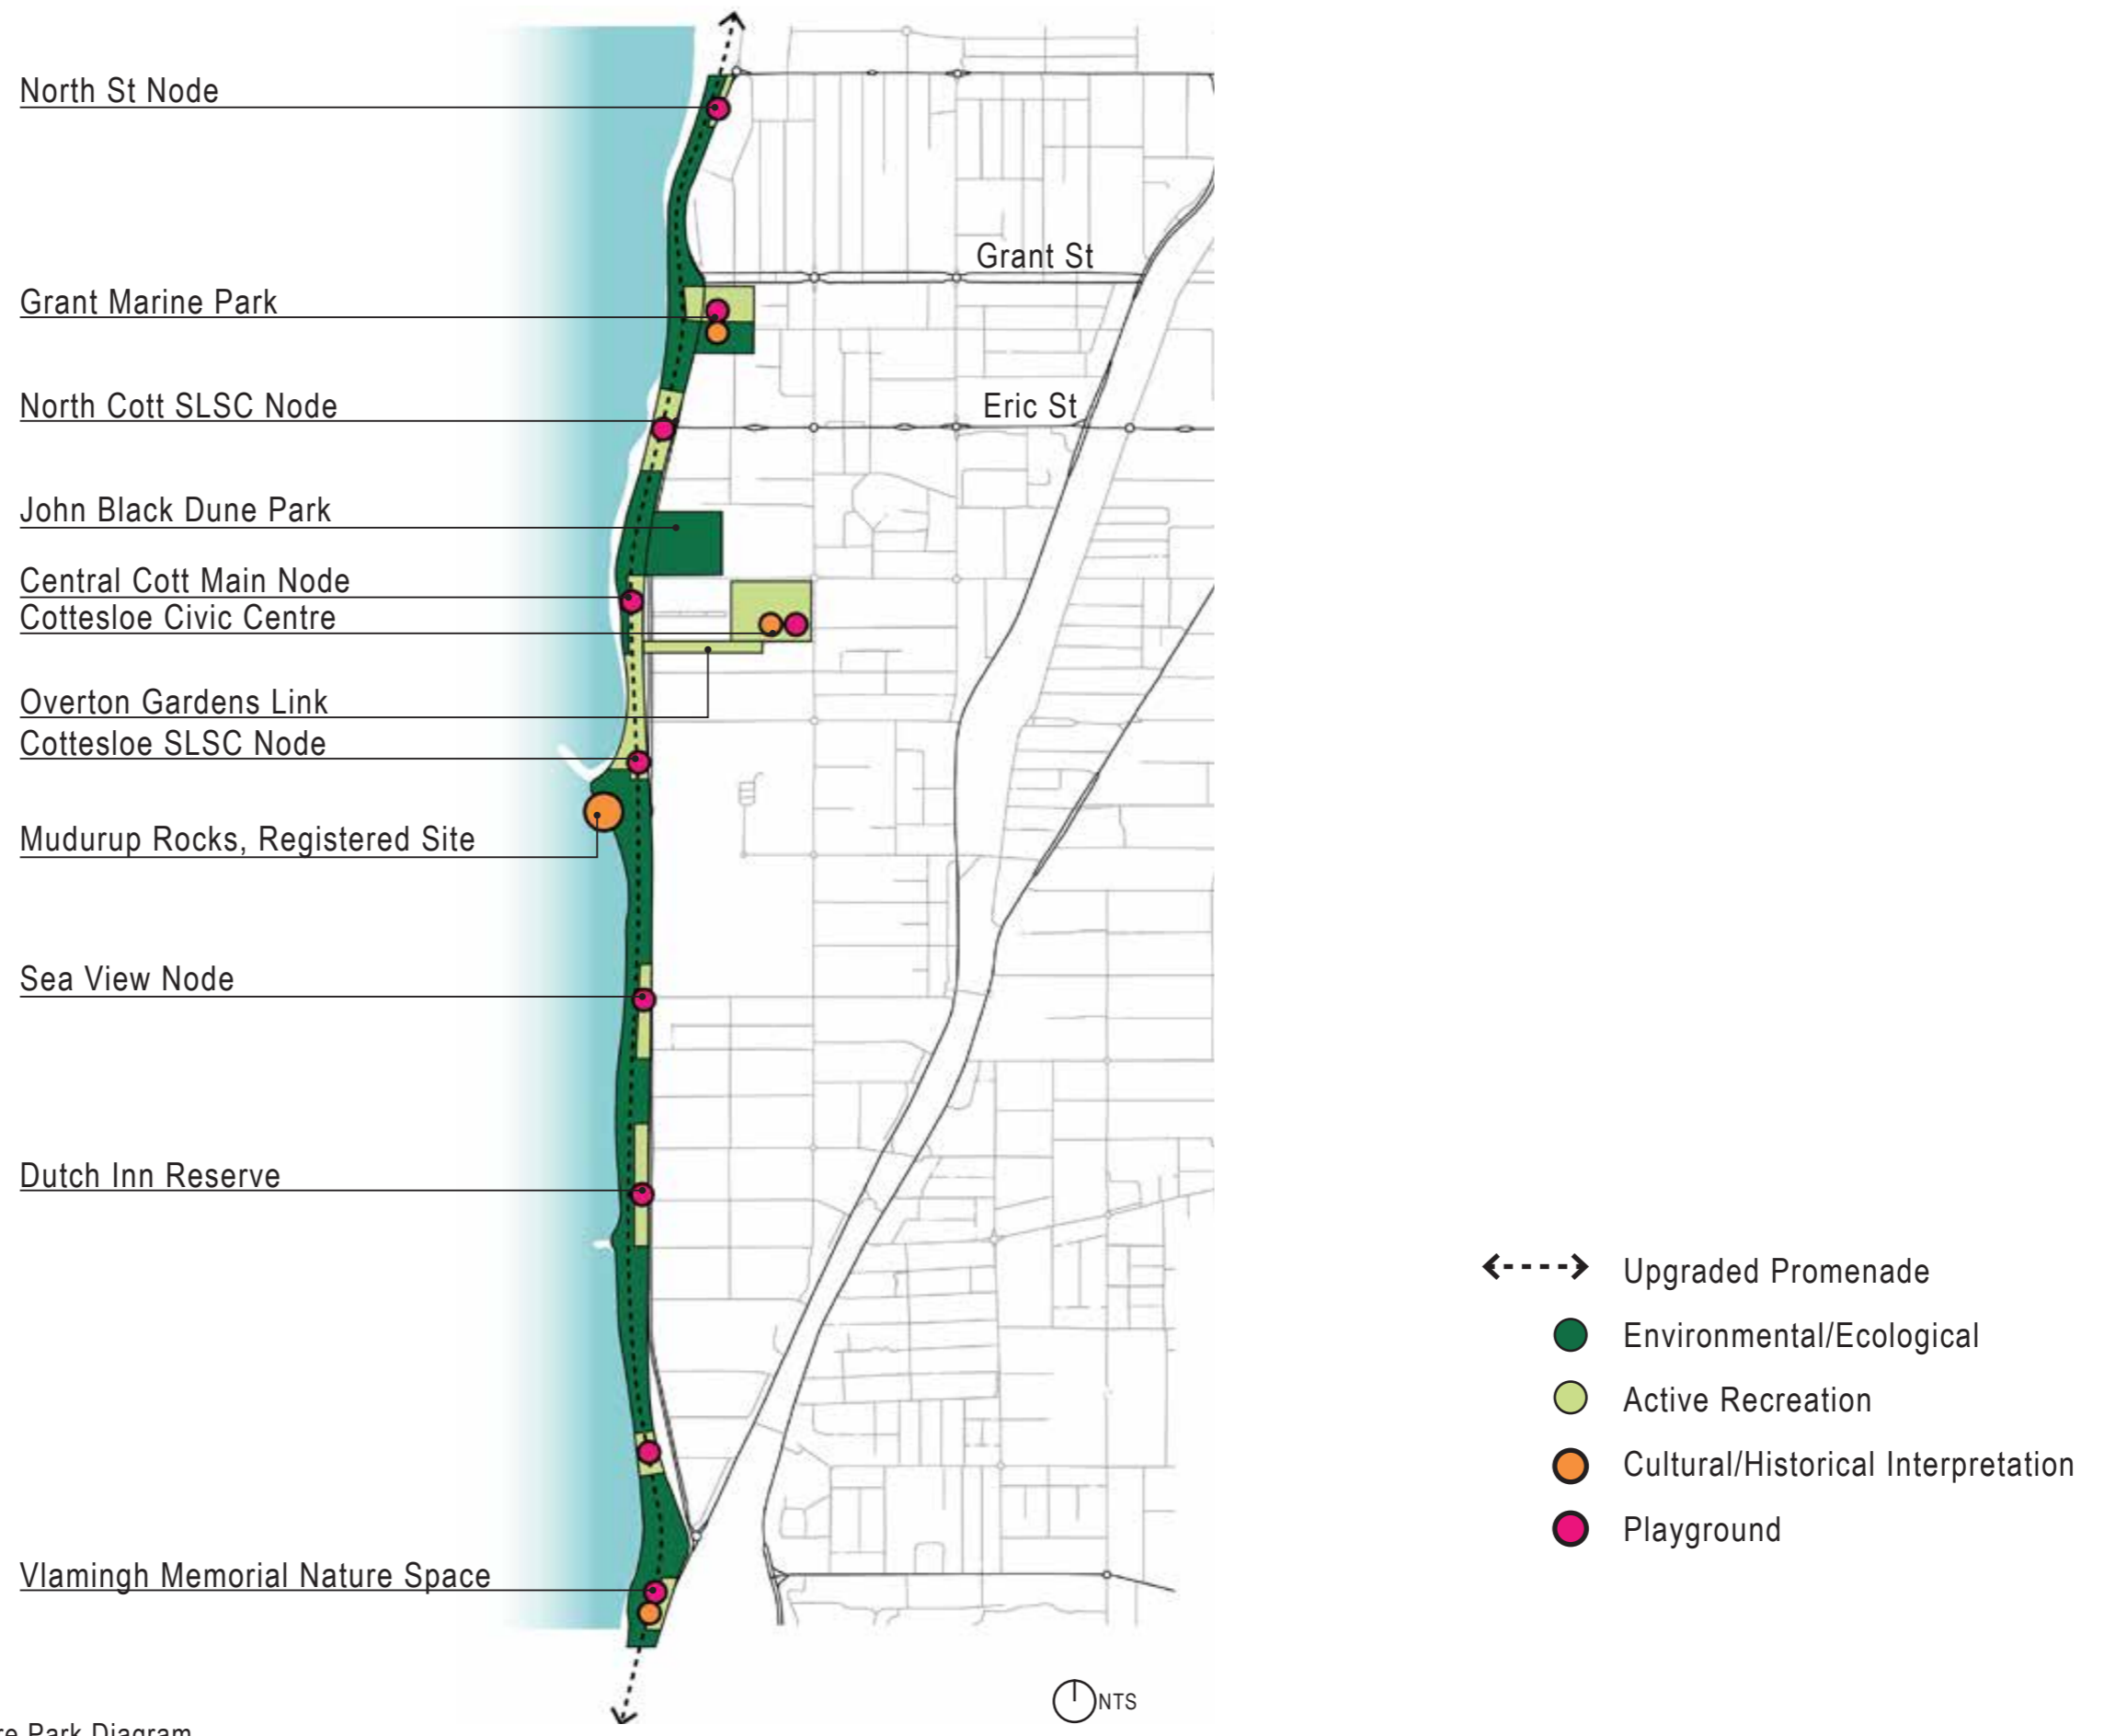 North St Node
Grant St
Grant Marine Park
North Cott SLSC Node
Eric St
John Black Dune Park
Central Cott Main Node
Cottesloe Civic Centre
Overton Gardens Link
Cottesloe SLSC Node
Mudurup Rocks, Registered Site
Sea View Node
Dutch Inn Reserve
Vlamingh Memorial Nature Space
Upgraded Promenade
Environmental/Ecological
Active Recreation
Cultural/Historical Interpretation
Playground
NTS
Park Diagram